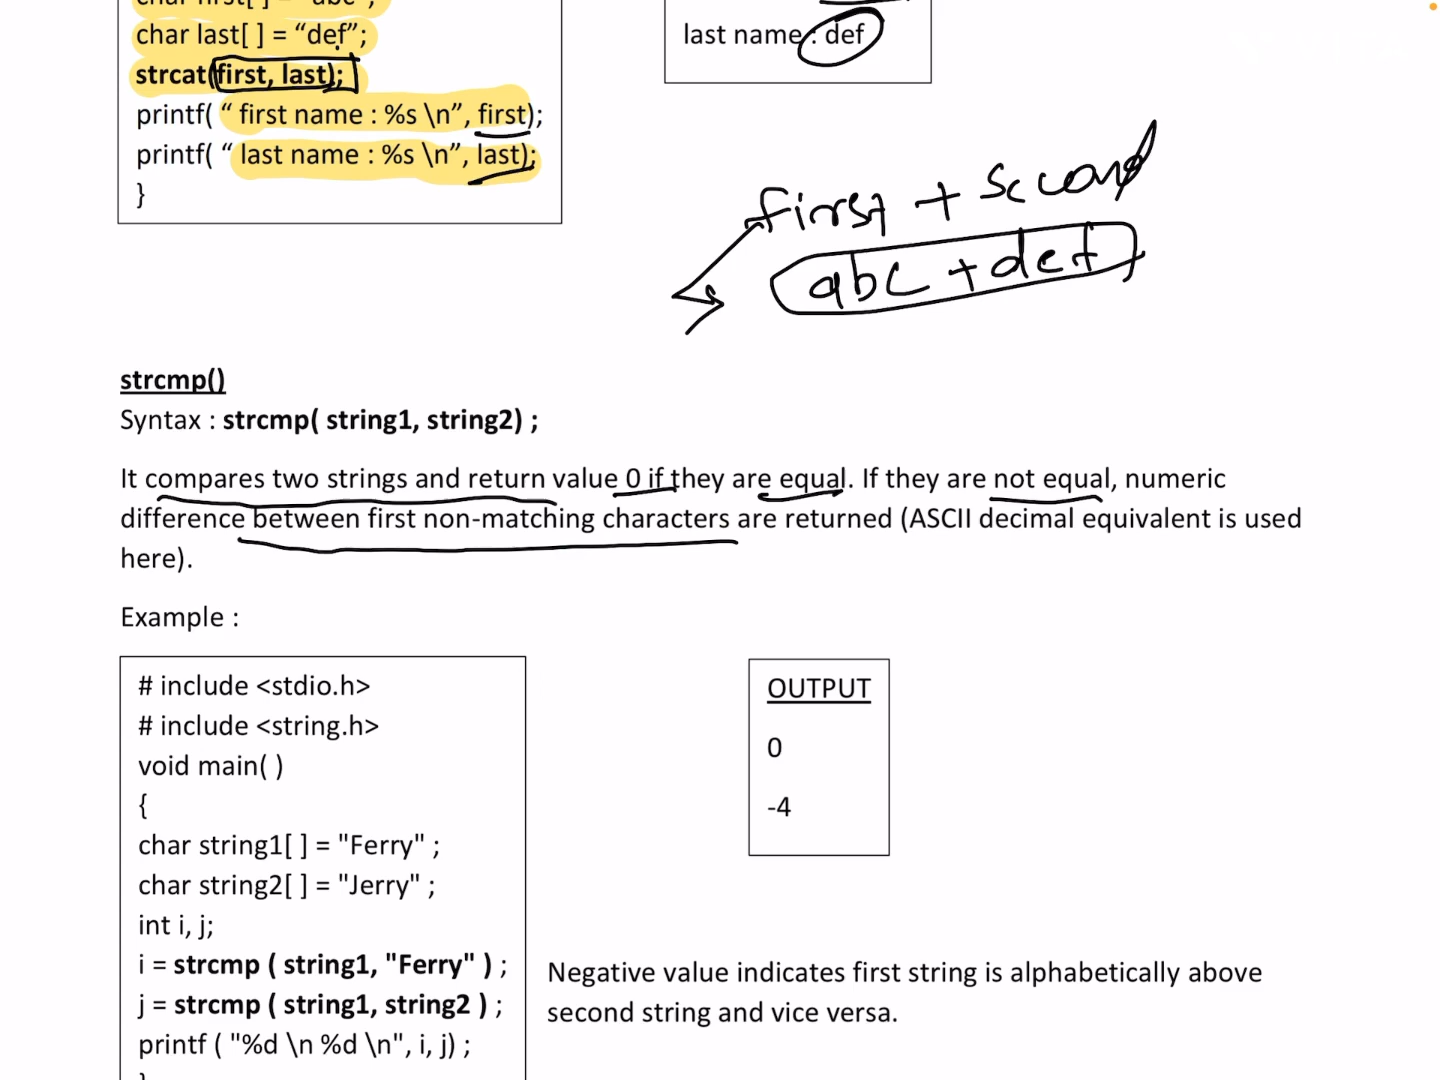 char first[ ] = "abc";
char last[ ] = “def”;
strcat(first, last);
printf( “ first name : %s \n”, first);
printf( “ last name : %s \n”, last);
}
last name : def
first + second
abc + def
strcmp()
Syntax : strcmp( string1, string2) ;
It compares two strings and return value 0 if they are equal. If they are not equal, numeric
difference between first non-matching characters are returned (ASCII decimal equivalent is used
here).
Example :
# include <stdio.h>
# include <string.h>
void main( )
{
char string1[ ] = "Ferry" ;
char string2[ ] = "Jerry" ;
int i, j;
i = strcmp ( string1, "Ferry" ) ;
j = strcmp ( string1, string2 ) ;
printf ( "%d \n %d \n", i, j) ;
OUTPUT
0
-4
Negative value indicates first string is alphabetically above
second string and vice versa.